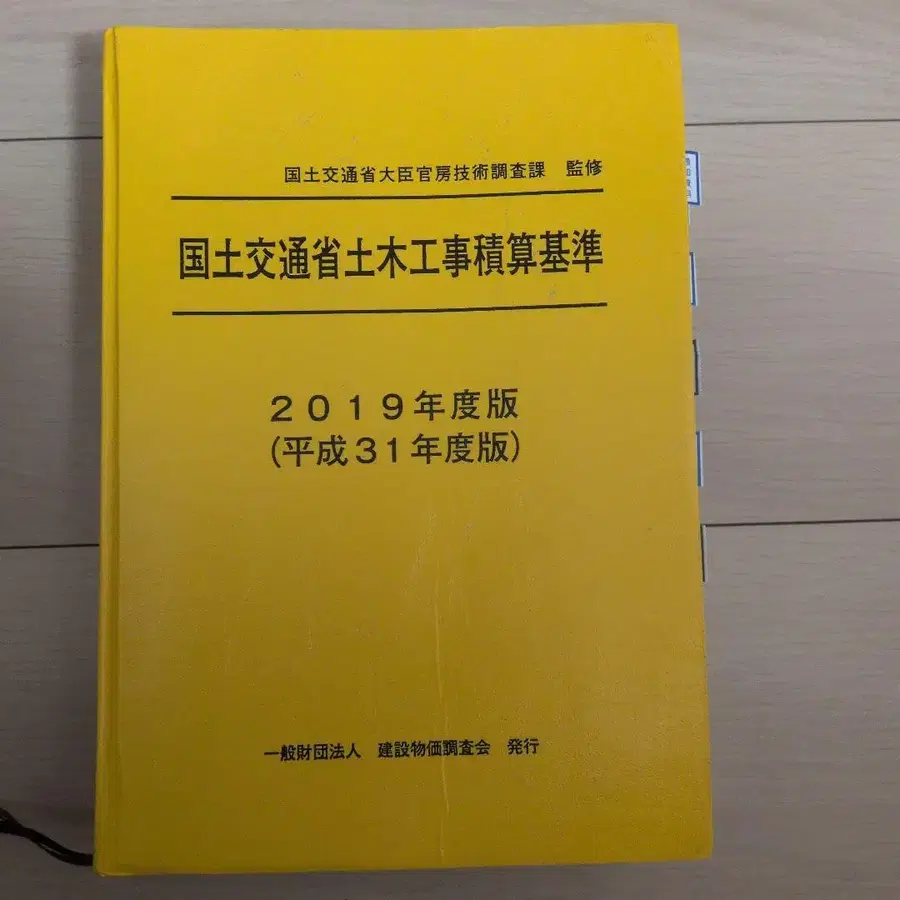 国土交通省大臣官房技術調査課 監修
国土交通省土木工事積算基準
2019年度版
(平成31年度版)
一般財団法人 建設物価調査会 発行